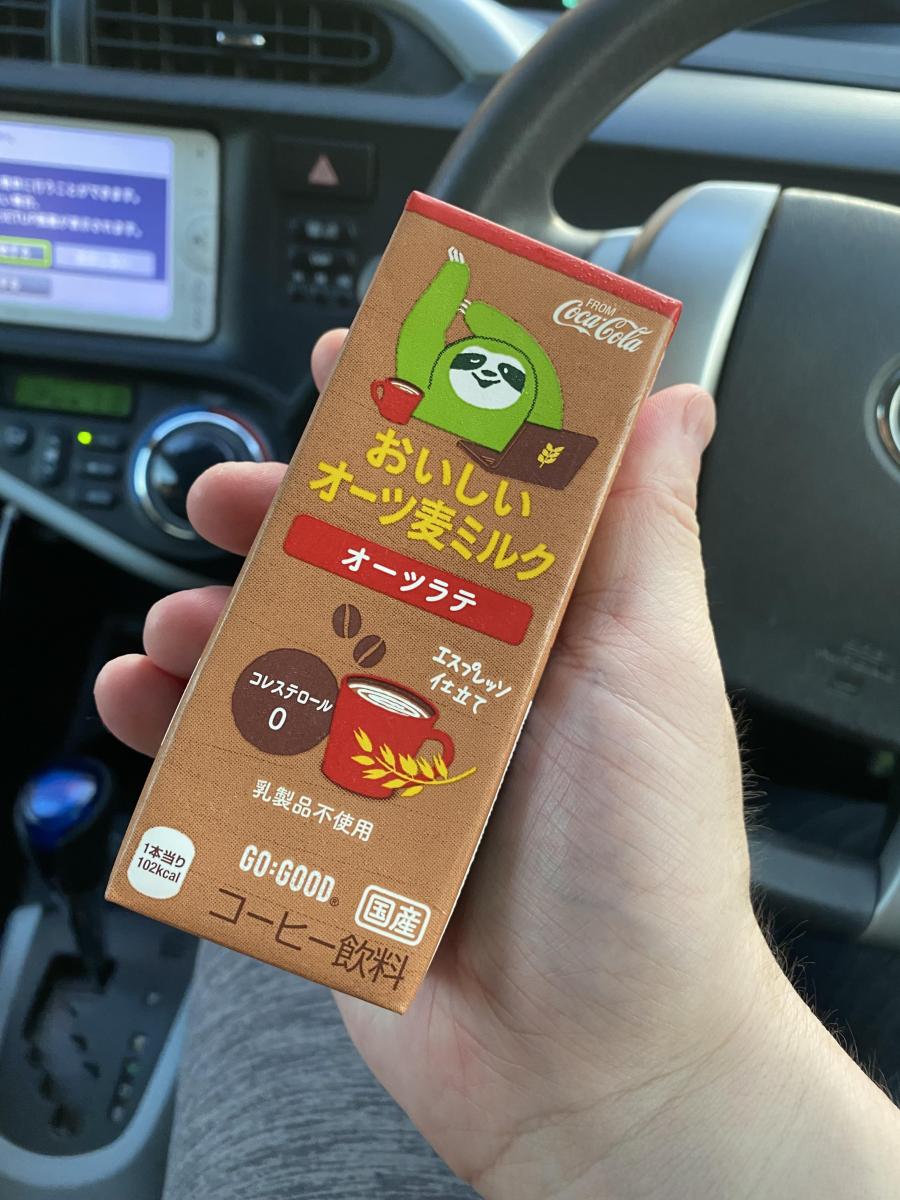 FROM
Coca-Cola
おいしい
オーツ麦ミルク
オーツラテ
エスプレッソ
仕立て
コレステロール
0
乳製品不使用
1本当り
102kcal
GO:GOOD®
国産
コーヒー飲料